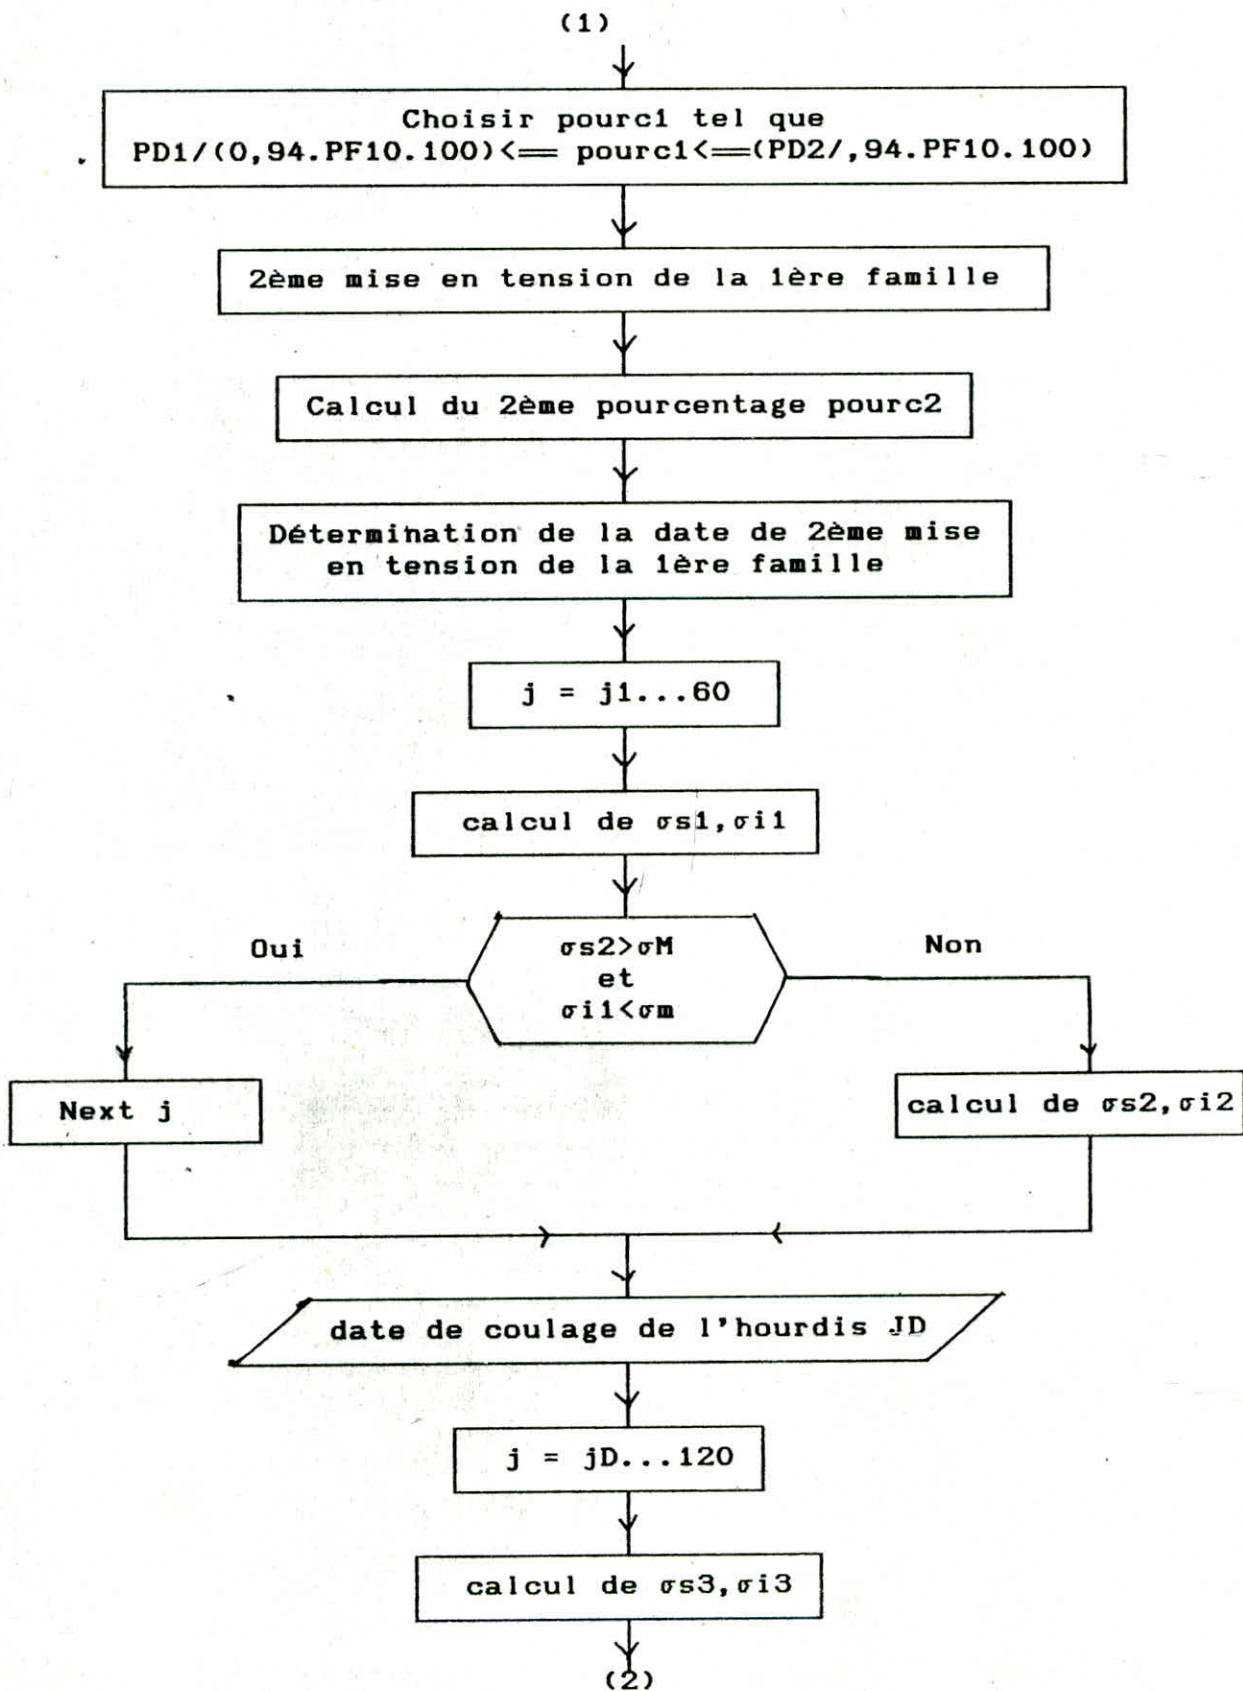 (1)
Choisir pourc1 tel que
PD1/(0,94.PF10.100)<== pourc1<==(PD2/,94.PF10.100)
2ème mise en tension de la 1ère famille
Calcul du 2ème pourcentage pourc2
Détermination de la date de 2ème mise
en tension de la 1ère famille
j = j1...60
calcul de σs1,σi1
σs2>σM
et
σi1<σm
Oui
Non
Next j
calcul de σs2,σi2
date de coulage de l'hourdis JD
j = jD...120
calcul de σs3,σi3
(2)